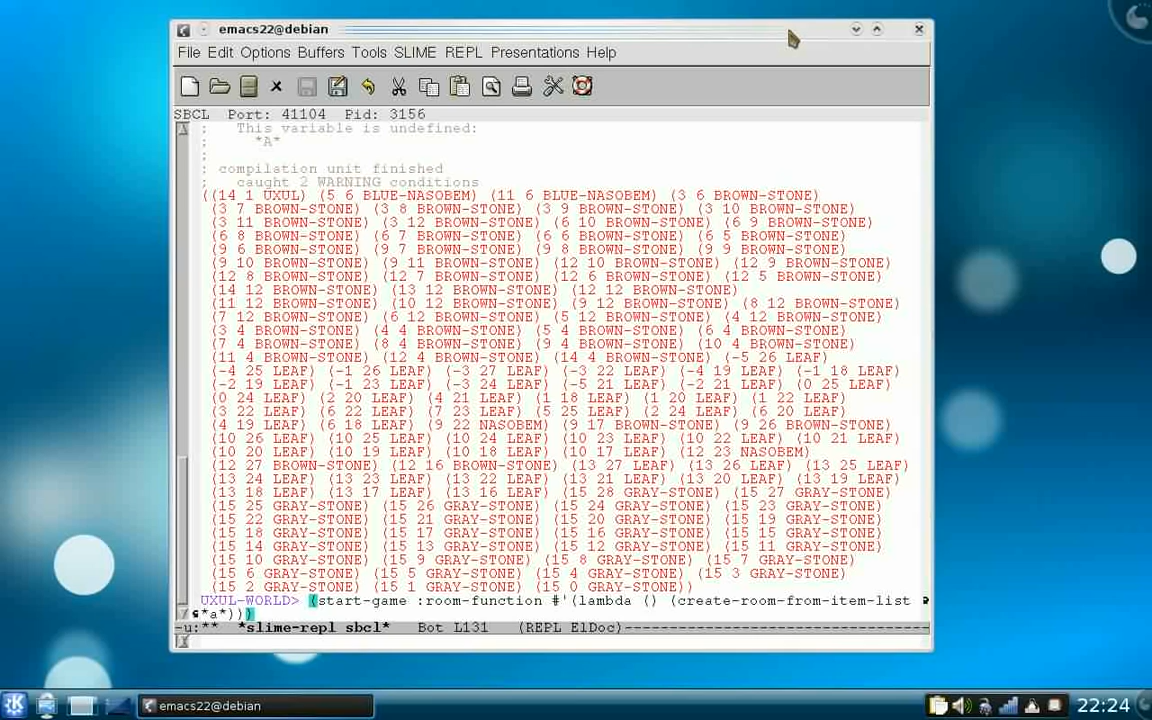 emacs22@debian
File Edit Options Buffers Tools SLIME REPL Presentations Help
SBCL Port: 41104 Pid: 3156
; This variable is undefined:
; *A*
;
; compilation unit finished
; caught 2 WARNING conditions
((14 1 UXUL) (5 6 BLUE-NASOBEM) (11 6 BLUE-NASOBEM) (3 6 BROWN-STONE)
(3 7 BROWN-STONE) (3 8 BROWN-STONE) (3 9 BROWN-STONE) (3 10 BROWN-STONE)
(3 11 BROWN-STONE) (3 12 BROWN-STONE) (6 10 BROWN-STONE) (6 9 BROWN-STONE)
(6 8 BROWN-STONE) (6 7 BROWN-STONE) (6 6 BROWN-STONE) (6 5 BROWN-STONE)
(9 6 BROWN-STONE) (9 7 BROWN-STONE) (9 8 BROWN-STONE) (9 9 BROWN-STONE)
(9 10 BROWN-STONE) (9 11 BROWN-STONE) (12 10 BROWN-STONE) (12 9 BROWN-STONE)
(12 8 BROWN-STONE) (12 7 BROWN-STONE) (12 6 BROWN-STONE) (12 5 BROWN-STONE)
(14 12 BROWN-STONE) (13 12 BROWN-STONE) (12 12 BROWN-STONE)
(11 12 BROWN-STONE) (10 12 BROWN-STONE) (9 12 BROWN-STONE) (8 12 BROWN-STONE)
(7 12 BROWN-STONE) (6 12 BROWN-STONE) (5 12 BROWN-STONE) (4 12 BROWN-STONE)
(3 4 BROWN-STONE) (4 4 BROWN-STONE) (5 4 BROWN-STONE) (6 4 BROWN-STONE)
(7 4 BROWN-STONE) (8 4 BROWN-STONE) (9 4 BROWN-STONE) (10 4 BROWN-STONE)
(11 4 BROWN-STONE) (12 4 BROWN-STONE) (14 4 BROWN-STONE) (-5 26 LEAF)
(-4 25 LEAF) (-1 26 LEAF) (-3 27 LEAF) (-3 22 LEAF) (-4 19 LEAF) (-1 18 LEAF)
(-2 19 LEAF) (-1 23 LEAF) (-3 24 LEAF) (-5 21 LEAF) (-2 21 LEAF) (0 25 LEAF)
(0 24 LEAF) (2 20 LEAF) (4 21 LEAF) (1 18 LEAF) (1 20 LEAF) (1 22 LEAF)
(3 22 LEAF) (6 22 LEAF) (7 23 LEAF) (5 25 LEAF) (2 24 LEAF) (6 20 LEAF)
(4 19 LEAF) (6 18 LEAF) (9 22 NASOBEM) (9 17 BROWN-STONE) (9 26 BROWN-STONE)
(10 26 LEAF) (10 25 LEAF) (10 24 LEAF) (10 23 LEAF) (10 22 LEAF) (10 21 LEAF)
(10 20 LEAF) (10 19 LEAF) (10 18 LEAF) (10 17 LEAF) (12 23 NASOBEM)
(12 27 BROWN-STONE) (12 16 BROWN-STONE) (13 27 LEAF) (13 26 LEAF) (13 25 LEAF)
(13 24 LEAF) (13 23 LEAF) (13 22 LEAF) (13 21 LEAF) (13 20 LEAF) (13 19 LEAF)
(13 18 LEAF) (13 17 LEAF) (13 16 LEAF) (15 28 GRAY-STONE) (15 27 GRAY-STONE)
(15 25 GRAY-STONE) (15 26 GRAY-STONE) (15 24 GRAY-STONE) (15 23 GRAY-STONE)
(15 22 GRAY-STONE) (15 21 GRAY-STONE) (15 20 GRAY-STONE) (15 19 GRAY-STONE)
(15 18 GRAY-STONE) (15 17 GRAY-STONE) (15 16 GRAY-STONE) (15 15 GRAY-STONE)
(15 14 GRAY-STONE) (15 13 GRAY-STONE) (15 12 GRAY-STONE) (15 11 GRAY-STONE)
(15 10 GRAY-STONE) (15 9 GRAY-STONE) (15 8 GRAY-STONE) (15 7 GRAY-STONE)
(15 6 GRAY-STONE) (15 5 GRAY-STONE) (15 4 GRAY-STONE) (15 3 GRAY-STONE)
(15 2 GRAY-STONE) (15 1 GRAY-STONE) (15 0 GRAY-STONE))
UXUL-WORLD> (start-game :room-function #'(lambda () (create-room-from-item-list
*a*)))
-u:** *slime-repl sbcl* Bot L131 (REPL ElDoc)
emacs22@debian
22:24